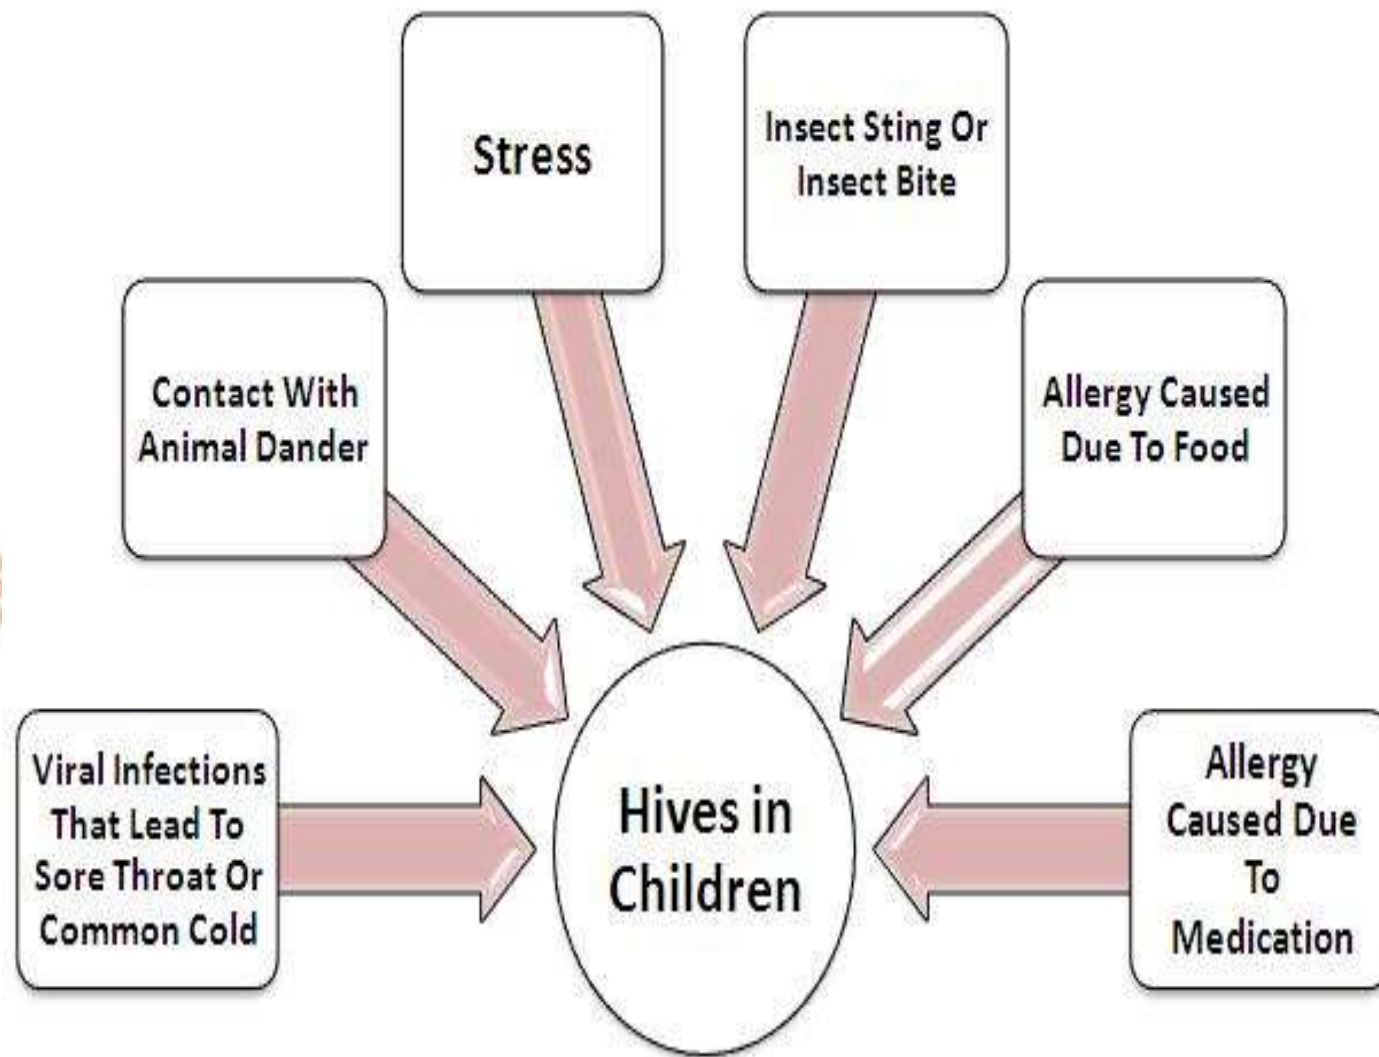 Stress
Insect Sting Or
Insect Bite
Contact With
Animal Dander
Allergy Caused
Due To Food
Viral Infections
That Lead To
Sore Throat Or
Common Cold
Hives in
Children
Allergy
Caused Due
To
Medication